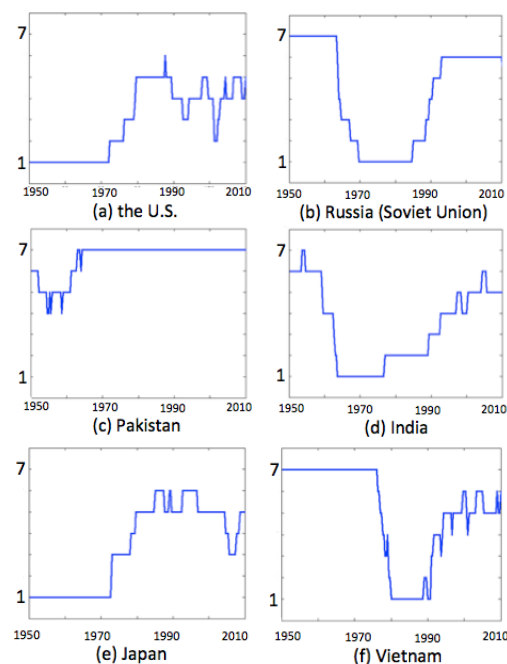 7
7
1
1
1950 1970 1990 2010
1950 1970 1990 2010
(a) the U.S.
(b) Russia (Soviet Union)
7
7
1
1
1950 1970 1990 2010
1950 1970 1990 2010
(c) Pakistan
(d) India
7
7
1
1
1950 1970 1990 2010
1950 1970 1990 2010
(e) Japan
(f) Vietnam